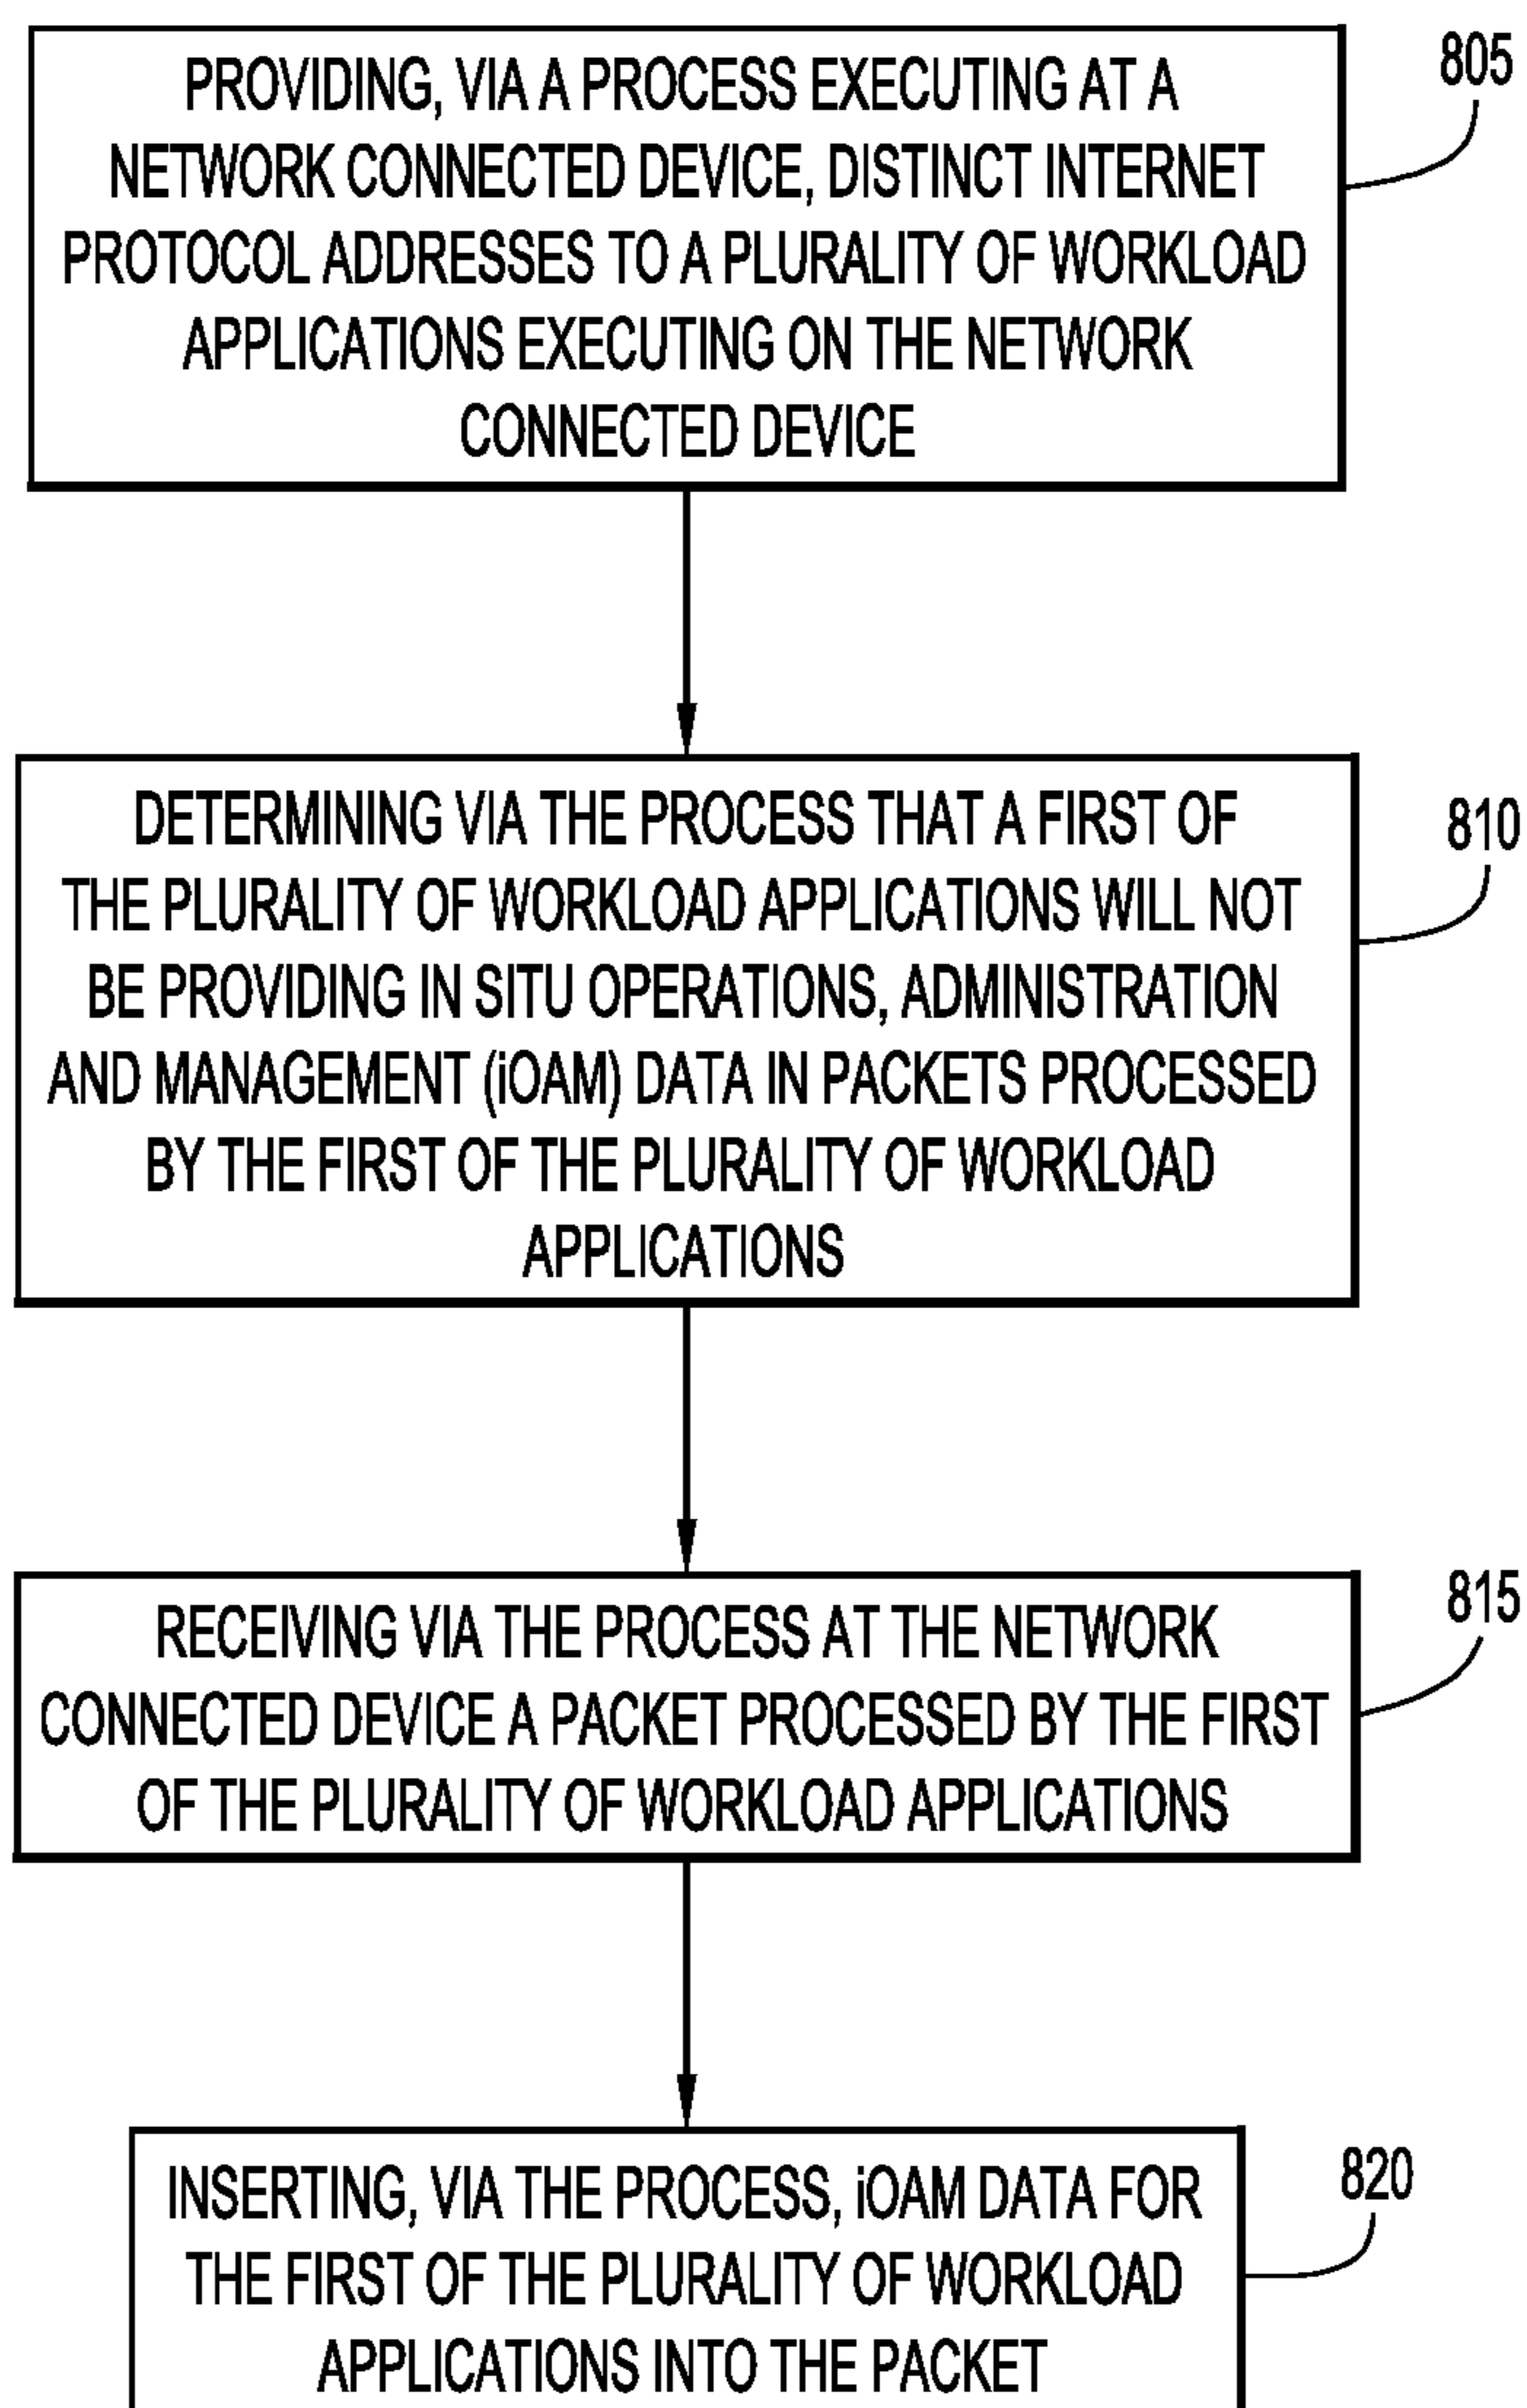 805
PROVIDING, VIA A PROCESS EXECUTING AT A
NETWORK CONNECTED DEVICE, DISTINCT INTERNET
PROTOCOL ADDRESSES TO A PLURALITY OF WORKLOAD
APPLICATIONS EXECUTING ON THE NETWORK
CONNECTED DEVICE
810
DETERMINING VIA THE PROCESS THAT A FIRST OF
THE PLURALITY OF WORKLOAD APPLICATIONS WILL NOT
BE PROVIDING IN SITU OPERATIONS, ADMINISTRATION
AND MANAGEMENT (iOAM) DATA IN PACKETS PROCESSED
BY THE FIRST OF THE PLURALITY OF WORKLOAD
APPLICATIONS
815
RECEIVING VIA THE PROCESS AT THE NETWORK
CONNECTED DEVICE A PACKET PROCESSED BY THE FIRST
OF THE PLURALITY OF WORKLOAD APPLICATIONS
820
INSERTING, VIA THE PROCESS, iOAM DATA FOR
THE FIRST OF THE PLURALITY OF WORKLOAD
APPLICATIONS INTO THE PACKET